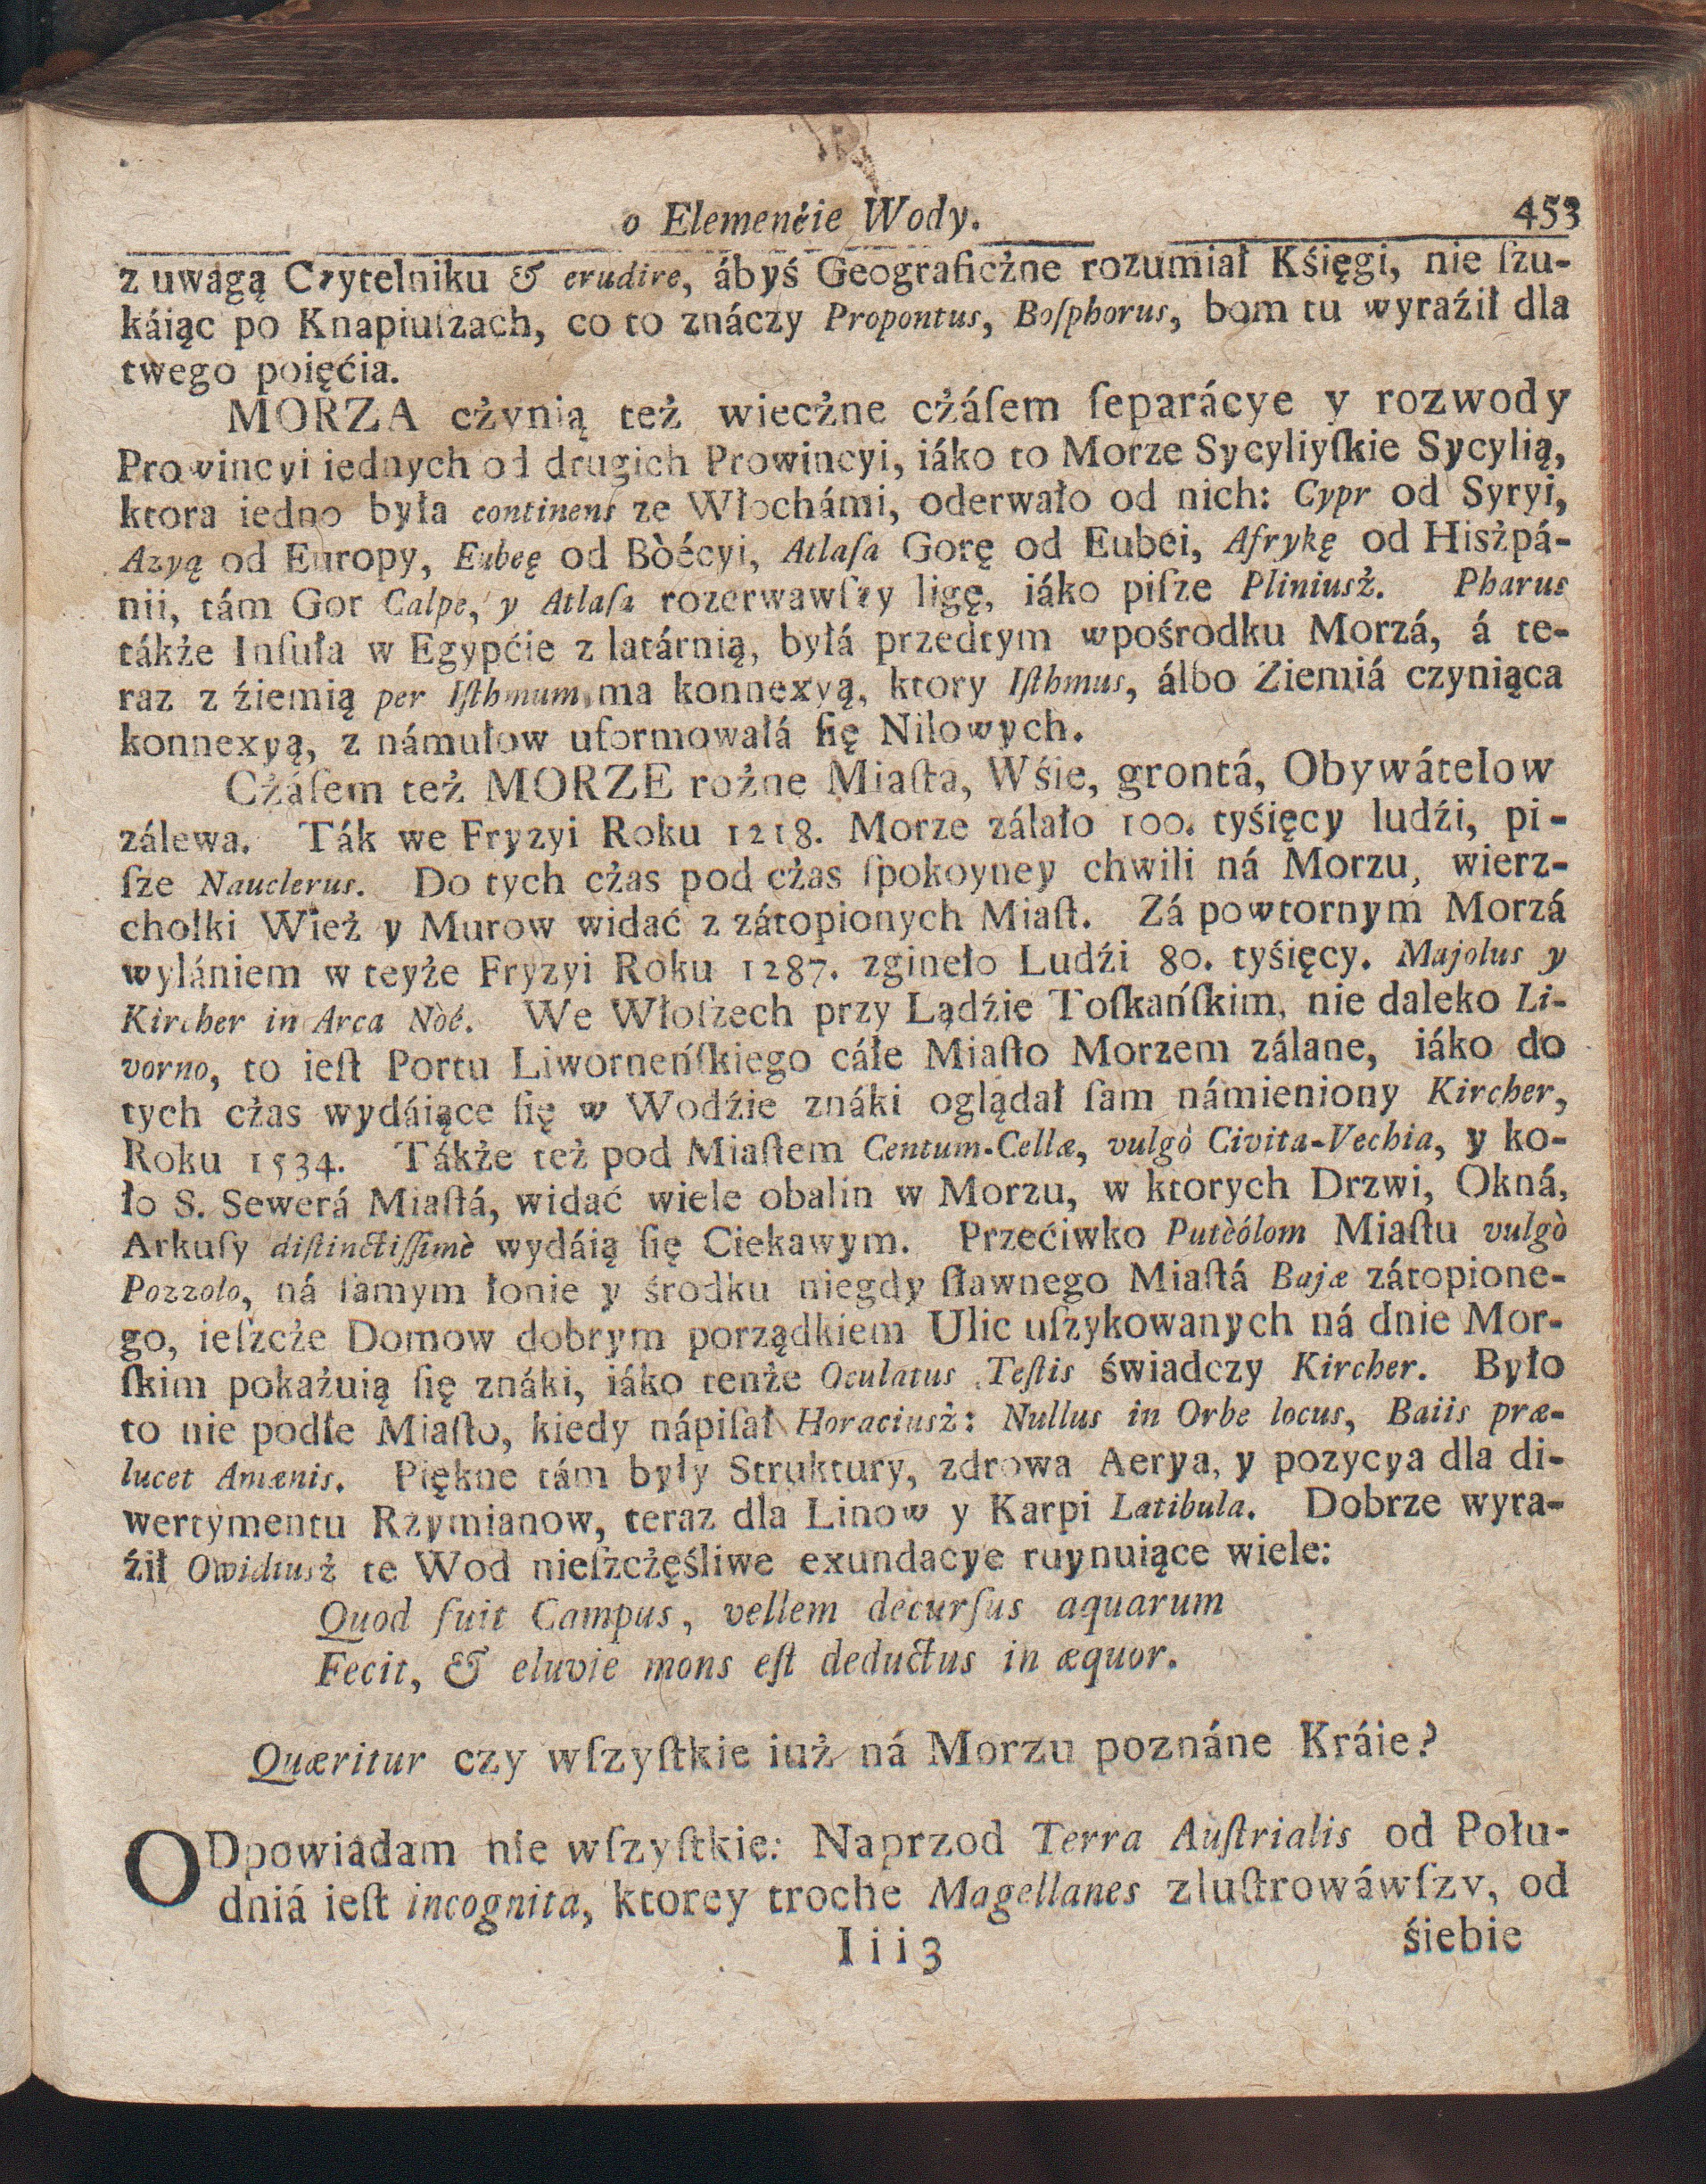 o Elemenćie Wody. 453
z uwagą Czytelniku & erudire, ábyś Geograficżne rozumiał Kśięgi, nie ſzu-
káiąc po Knapiuſzach, co to znáczy Propontus, Boſphorus, bom tu wyraźił dla
twego poięćia.
MORZA cżynią też wiecżne cżáſem ſeparácye y rozwody
Prowincyi iednych od drugich Prowincyi, iáko to Morze Sycyliyſkie Sycylią,
ktora iedno była continens ze Włochámi, oderwało od nich: Cypr od Syryi,
Azyą od Europy, Eubeę od Bòécyi, Atlaſa Gorę od Eubei, Afrykę od Hisżpá-
nii, tám Gor Calpe, y Atlaſa rozerwawſzy ligę, iáko piſze Pliniusż. Pharus
tákże Inſuła w Egypćie z latárnią, byłá przedtym wpośrodku Morzá, á te-
raz z źiemią per Iſthmum ma konnexyą, ktory Iſthmus, álbo Ziemiá czyniąca
konnexyą, z námułow uformowałá ſię Nilowych.
Cżáſem też MORZE rożne Miaſta, Wśie, grontá, Obywátelow
zálewa. Ták we Fryzyi Roku 1218. Morze zálało 100. tyśięcy ludźi, pi-
ſze Nauclerus. Do tych cżas pod cżas ſpokoyney chwili ná Morzu, wierz-
chołki Wież y Murow widać z zátopionych Miaſt. Zá powtornym Morzá
wylániem w teyże Fryzyi Roku 1287. zgineło Ludźi 80. tyśięcy. Majolus y
Kircher in Arca Nòé. We Włoſzech przy Lądźie Toſkańſkim, nie daleko Li-
vorno, to ieſt Portu Liworneńſkiego cáłe Miaſto Morzem zálane, iáko do
tych cżas wydáiące ſię w Wodźie znáki oglądał ſam námieniony Kircher,
Roku 1534. Tákże też pod Miaſtem Centum-Cellæ, vulgò Civita-Vechia, y ko-
ło S. Sewerá Miaſtá, widać wiele obalin w Morzu, w ktorych Drzwi, Okná,
Arkuſy diſtinctiſſimè wydáią ſię Ciekawym. Przećiwko Putèólom Miaſtu vulgò
Pozzolo, ná ſamym łonie y środku niegdy ſławnego Miaſtá Bajæ zátopione-
go, ieſzcże Domow dobrym porządkiem Ulic uſzykowanych ná dnie Mor-
ſkim pokażuią ſię znáki, iáko tenże Oculatus Teſtis świadczy Kircher. Było
to nie podłe Miaſto, kiedy nápiſał Horaciusż: Nullus in Orbe locus, Baiis præ-
lucet Amænis. Piękne tám były Struktury, zdrowa Aerya, y pozycya dla di-
wertymentu Rzymianow, teraz dla Linow y Karpi Latibula. Dobrze wyra-
źił Owidiusż te Wod nieſzcżęśliwe exundacye ruynuiące wiele:
Quod fuit Campus, vellem decurſus aquarum
Fecit, & eluvie mons eſt deductus in æquor.
Quæritur czy wſzyſtkie iuż ná Morzu poznáne Kráie?
ODpowiadam nie wſzyſtkie: Naprzod Terra Auſtrialis od Połu-
dniá ieſt incognita, ktorey troche Magellanes zluſtrowáwſzy, od
Iii3 śiebie